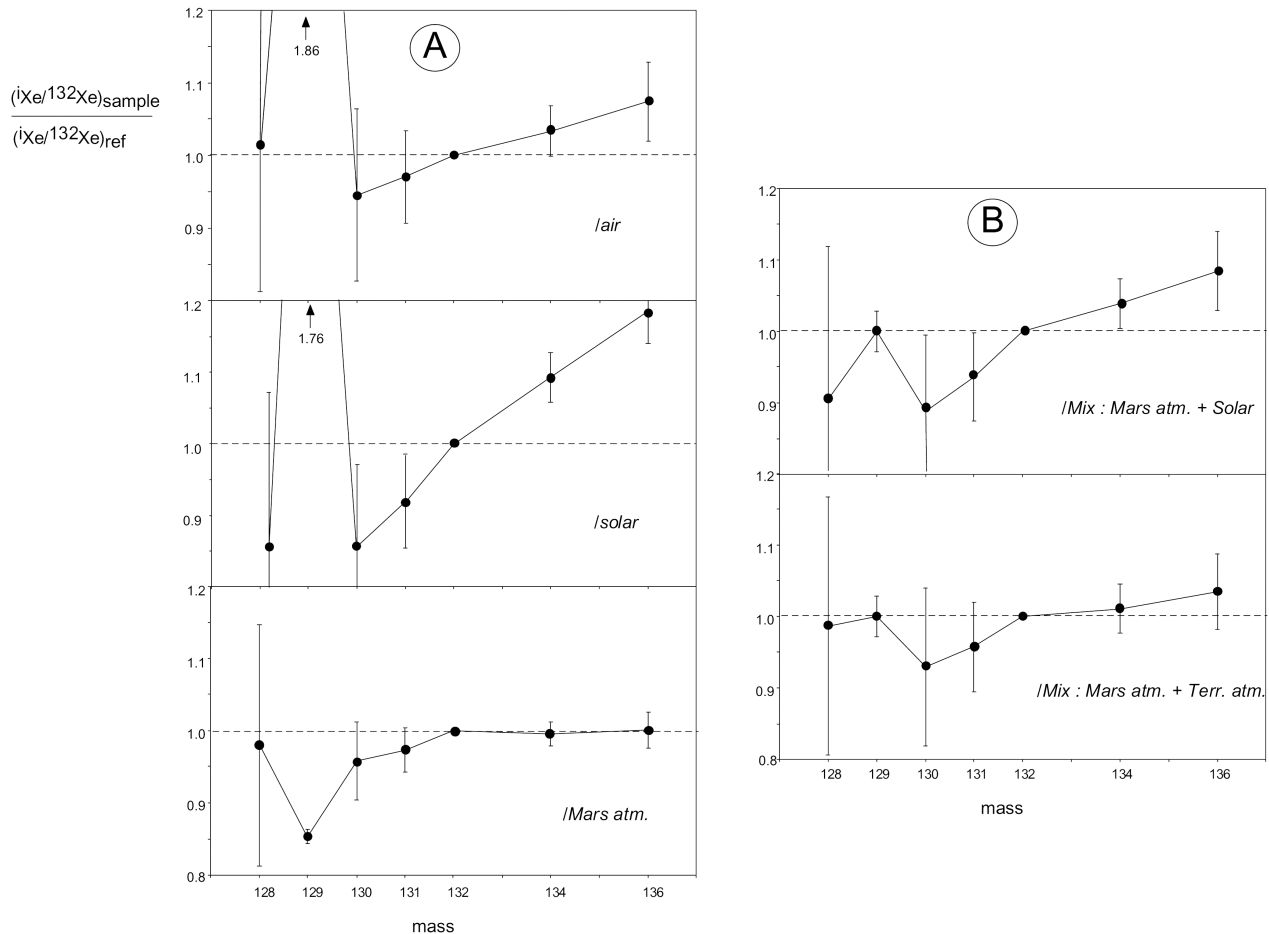 (iXe/132Xe)sample
(iXe/132Xe)ref
A
1.2
1.1
1.0
0.9
1.86
/air
1.2
1.1
1.0
0.9
1.76
/solar
1.2
1.1
1.0
0.9
0.8
/Mars atm.
128 129 130 131 132 134 136
mass
B
1.2
1.1
1.0
0.9
/Mix : Mars atm. + Solar
1.2
1.1
1.0
0.9
0.8
/Mix : Mars atm. + Terr. atm.
128 129 130 131 132 134 136
mass